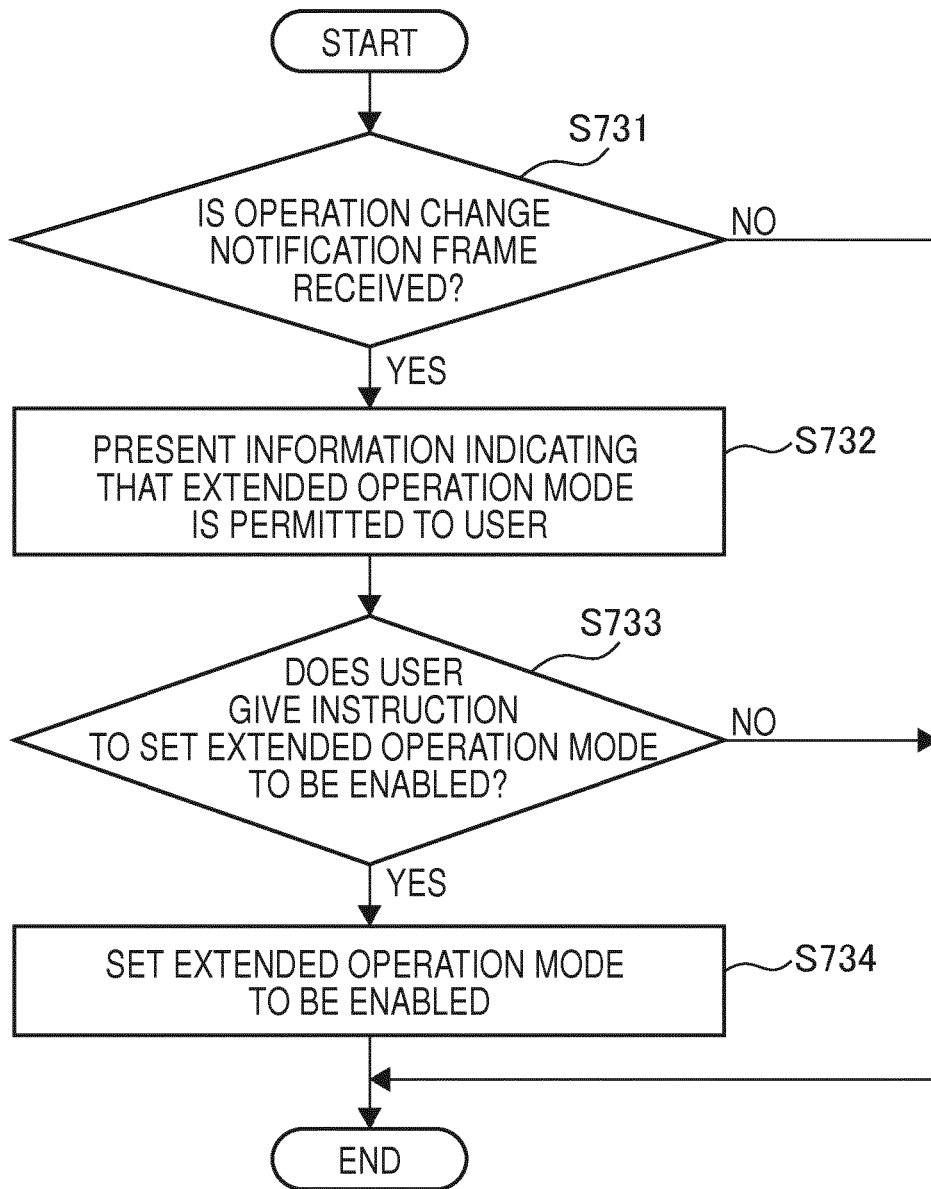 START
S731
IS OPERATION CHANGE
NOTIFICATION FRAME
RECEIVED?
NO
YES
PRESENT INFORMATION INDICATING
THAT EXTENDED OPERATION MODE
IS PERMITTED TO USER
S732
S733
DOES USER
GIVE INSTRUCTION
TO SET EXTENDED OPERATION MODE
TO BE ENABLED?
NO
YES
SET EXTENDED OPERATION MODE
TO BE ENABLED
S734
END